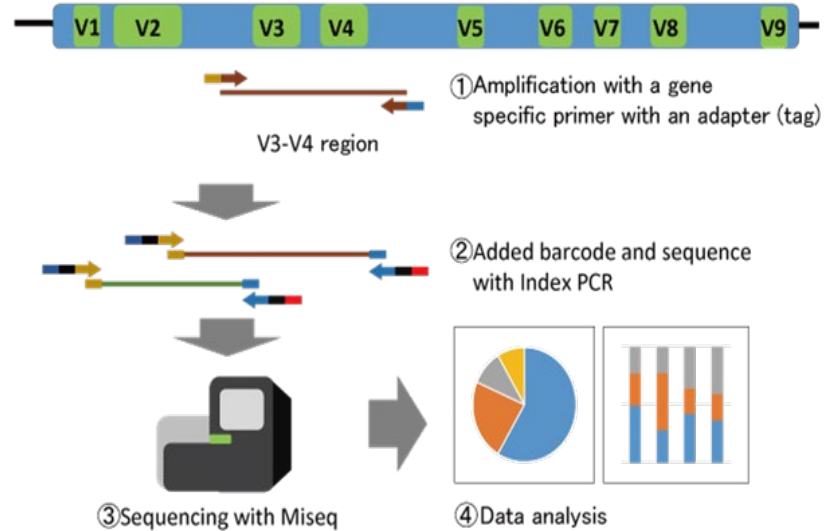 V1 V2 V3 V4 V5 V6 V7 V8 V9
①Amplification with a gene
specific primer with an adapter (tag)
V3-V4 region
②Added barcode and sequence
with Index PCR
③Sequencing with Miseq
④Data analysis